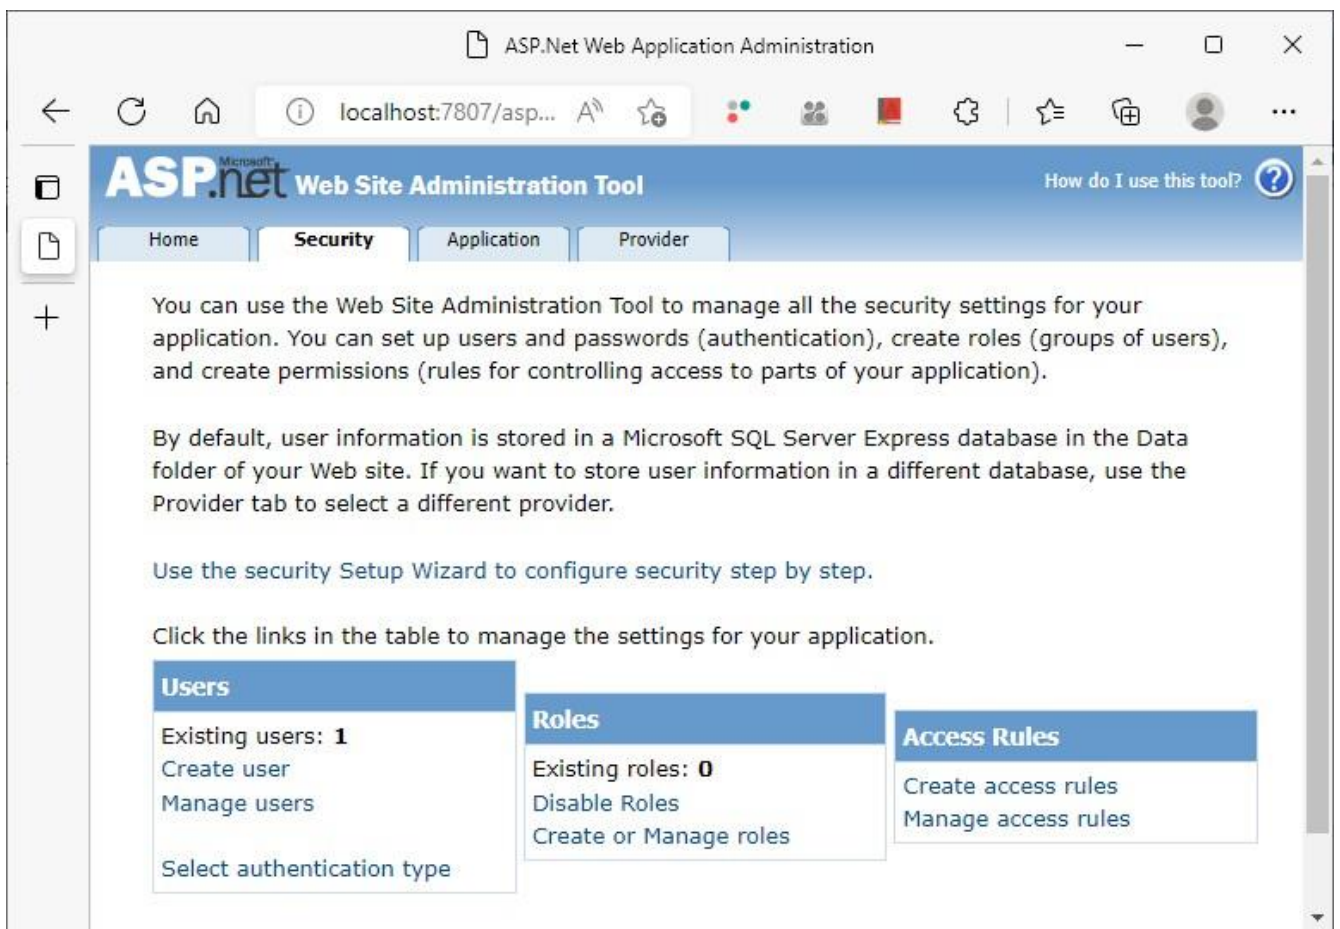 ASP.Net Web Application Administration
localhost:7807/asp...
Microsoft
ASP.net Web Site Administration Tool
How do I use this tool?
Home Security Application Provider
You can use the Web Site Administration Tool to manage all the security settings for your
application. You can set up users and passwords (authentication), create roles (groups of users),
and create permissions (rules for controlling access to parts of your application).
By default, user information is stored in a Microsoft SQL Server Express database in the Data
folder of your Web site. If you want to store user information in a different database, use the
Provider tab to select a different provider.
Use the security Setup Wizard to configure security step by step.
Click the links in the table to manage the settings for your application.
Users
Existing users: 1
Create user
Manage users
Select authentication type
Roles
Existing roles: 0
Disable Roles
Create or Manage roles
Access Rules
Create access rules
Manage access rules